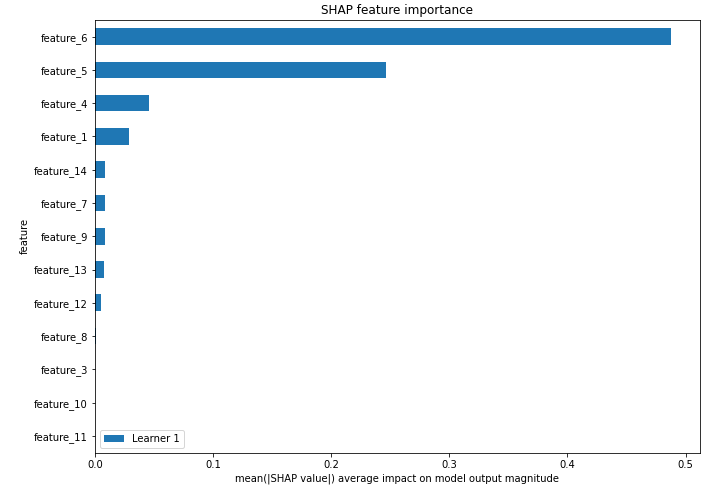 SHAP feature importance
feature_6
feature_5
feature_4
feature_1
feature_14
feature_7
feature_9
feature_13
feature_12
feature_8
feature_3
feature_10
feature_11
feature
Learner 1
0.0 0.1 0.2 0.3 0.4 0.5
mean(|SHAP value|) average impact on model output magnitude